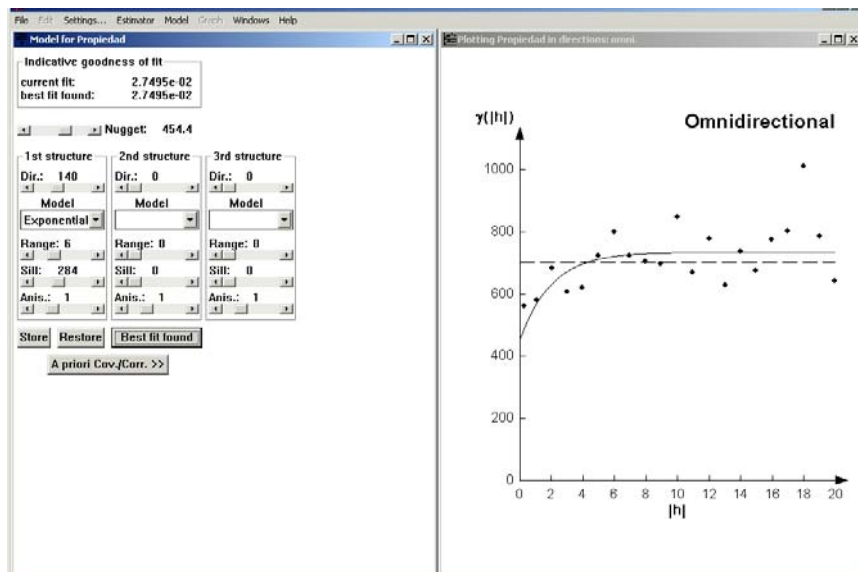 File Edit Settings... Estimator Model Graph Windows Help
Model for Propiedad
Indicative goodness of fit
current fit: 2.7495e-02
best fit found: 2.7495e-02
Nugget: 454.4
1st structure 2nd structure 3rd structure
Dir.: 140 Dir.: 0 Dir.: 0
Model Model Model
Exponential
Range: 6 Range: 0 Range: 0
Sill: 284 Sill: 0 Sill: 0
Anis.: 1 Anis.: 1 Anis.: 1
Store Restore Best fit found
A priori Cov./Corr. >>
Plotting Propiedad in directions: omni.
γ(|h|)
Omnidirectional
1000
800
600
400
200
0
0 2 4 6 8 10 12 14 16 18 20
|h|